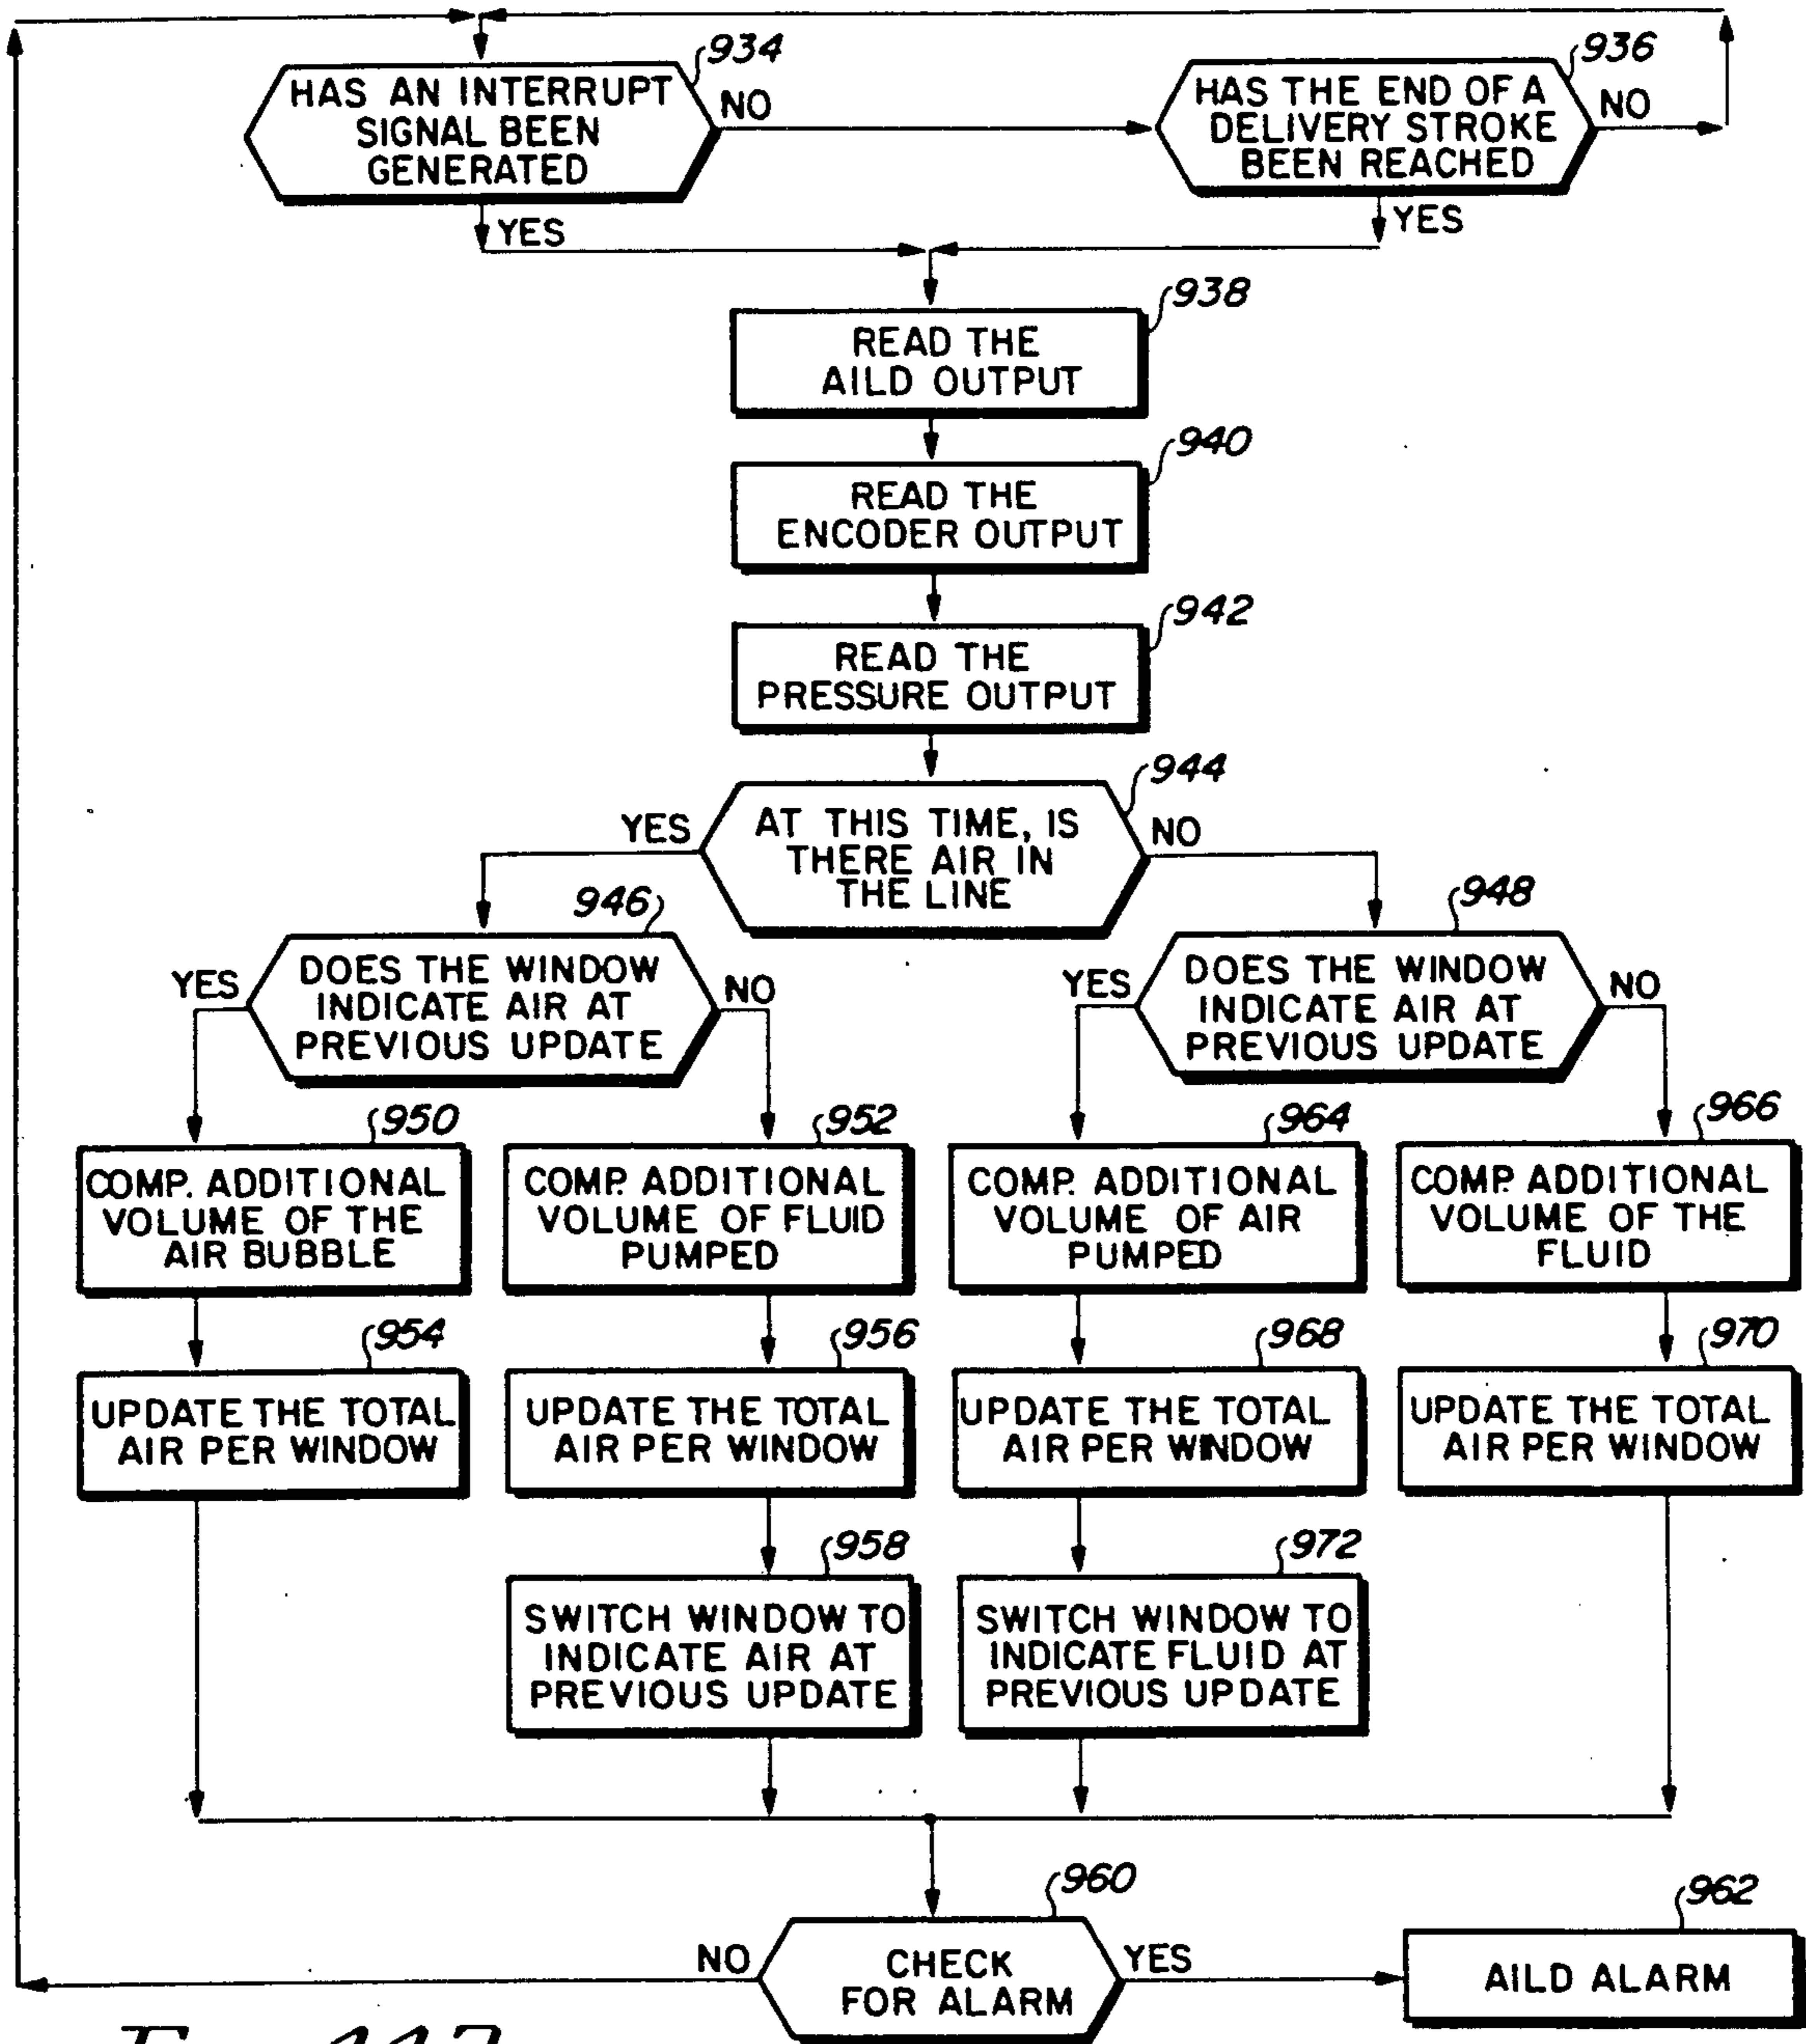 934
HAS AN INTERRUPT
SIGNAL BEEN
GENERATED
NO
YES
936
HAS THE END OF A
DELIVERY STROKE
BEEN REACHED
NO
YES
938
READ THE
AILD OUTPUT
940
READ THE
ENCODER OUTPUT
942
READ THE
PRESSURE OUTPUT
944
AT THIS TIME, IS
THERE AIR IN
THE LINE
YES
NO
946
DOES THE WINDOW
INDICATE AIR AT
PREVIOUS UPDATE
YES
NO
948
DOES THE WINDOW
INDICATE AIR AT
PREVIOUS UPDATE
YES
NO
950
COMP. ADDITIONAL
VOLUME OF THE
AIR BUBBLE
952
COMP. ADDITIONAL
VOLUME OF FLUID
PUMPED
964
COMP. ADDITIONAL
VOLUME OF AIR
PUMPED
966
COMP. ADDITIONAL
VOLUME OF THE
FLUID
954
UPDATE THE TOTAL
AIR PER WINDOW
956
UPDATE THE TOTAL
AIR PER WINDOW
968
UPDATE THE TOTAL
AIR PER WINDOW
970
UPDATE THE TOTAL
AIR PER WINDOW
958
SWITCH WINDOW TO
INDICATE AIR AT
PREVIOUS UPDATE
972
SWITCH WINDOW TO
INDICATE FLUID AT
PREVIOUS UPDATE
960
CHECK
FOR ALARM
NO
YES
962
AILD ALARM